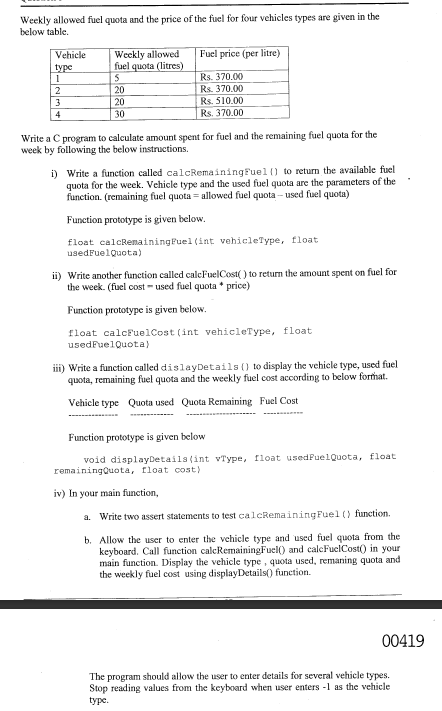 Weekly allowed fuel quota and the price of the fuel for four vehicles types are given in the
below table.
Vehicle type Weekly allowed fuel quota (litres) Fuel price (per litre)
1 5 Rs. 370.00
2 20 Rs. 370.00
3 20 Rs. 510.00
4 30 Rs. 370.00
Write a C program to calculate amount spent for fuel and the remaining fuel quota for the
week by following the below instructions.
i) Write a function called calcRemainingFuel() to return the available fuel
quota for the week. Vehicle type and the used fuel quota are the parameters of the
function. (remaining fuel quota = allowed fuel quota – used fuel quota)
Function prototype is given below.
float calcRemainingFuel(int vehicleType, float
usedFuelQuota)
ii) Write another function called calcFuelCost( ) to return the amount spent on fuel for
the week. (fuel cost = used fuel quota * price)
Function prototype is given below.
float calcFuelCost(int vehicleType, float
usedFuelQuota)
iii) Write a function called dislayDetails() to display the vehicle type, used fuel
quota, remaining fuel quota and the weekly fuel cost according to below format.
Vehicle type Quota used Quota Remaining Fuel Cost
--------------- ------------- --------------------- ------------
Function prototype is given below
void displayDetails(int vType, float usedFuelQuota, float
remainingQuota, float cost)
iv) In your main function,
a. Write two assert statements to test calcRemainingFuel() function.
b. Allow the user to enter the vehicle type and used fuel quota from the
keyboard. Call function calcRemainingFuel() and calcFuelCost() in your
main function. Display the vehicle type , quota used, remaning quota and
the weekly fuel cost using displayDetails() function.
00419
The program should allow the user to enter details for several vehicle types.
Stop reading values from the keyboard when user enters -1 as the vehicle
type.